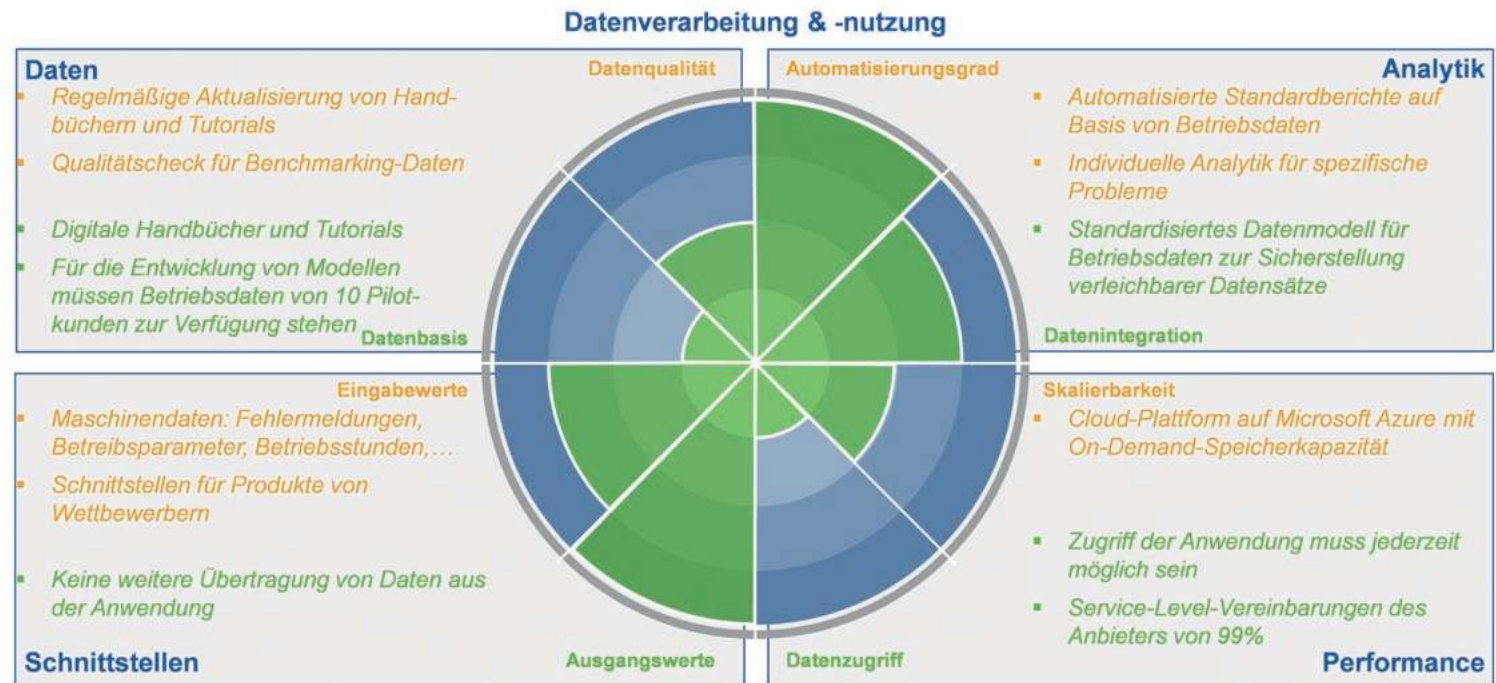 Datenverarbeitung & -nutzung
Daten
Datenqualität
▪ Regelmäßige Aktualisierung von Hand-
büchern und Tutorials
▪ Qualitätscheck für Benchmarking-Daten
▪ Digitale Handbücher und Tutorials
▪ Für die Entwicklung von Modellen
müssen Betriebsdaten von 10 Pilot-
kunden zur Verfügung stehen
Datenbasis
Automatisierungsgrad
Analytik
▪ Automatisierte Standardberichte auf
Basis von Betriebsdaten
▪ Individuelle Analytik für spezifische
Probleme
▪ Standardisiertes Datenmodell für
Betriebsdaten zur Sicherstellung
verleichbarer Datensätze
Datenintegration
Eingabewerte
▪ Maschinendaten: Fehlermeldungen,
Betreibsparameter, Betriebsstunden,…
▪ Schnittstellen für Produkte von
Wettbewerbern
▪ Keine weitere Übertragung von Daten aus
der Anwendung
Schnittstellen
Ausgangswerte
Skalierbarkeit
▪ Cloud-Plattform auf Microsoft Azure mit
On-Demand-Speicherkapazität
▪ Zugriff der Anwendung muss jederzeit
möglich sein
▪ Service-Level-Vereinbarungen des
Anbieters von 99%
Datenzugriff
Performance